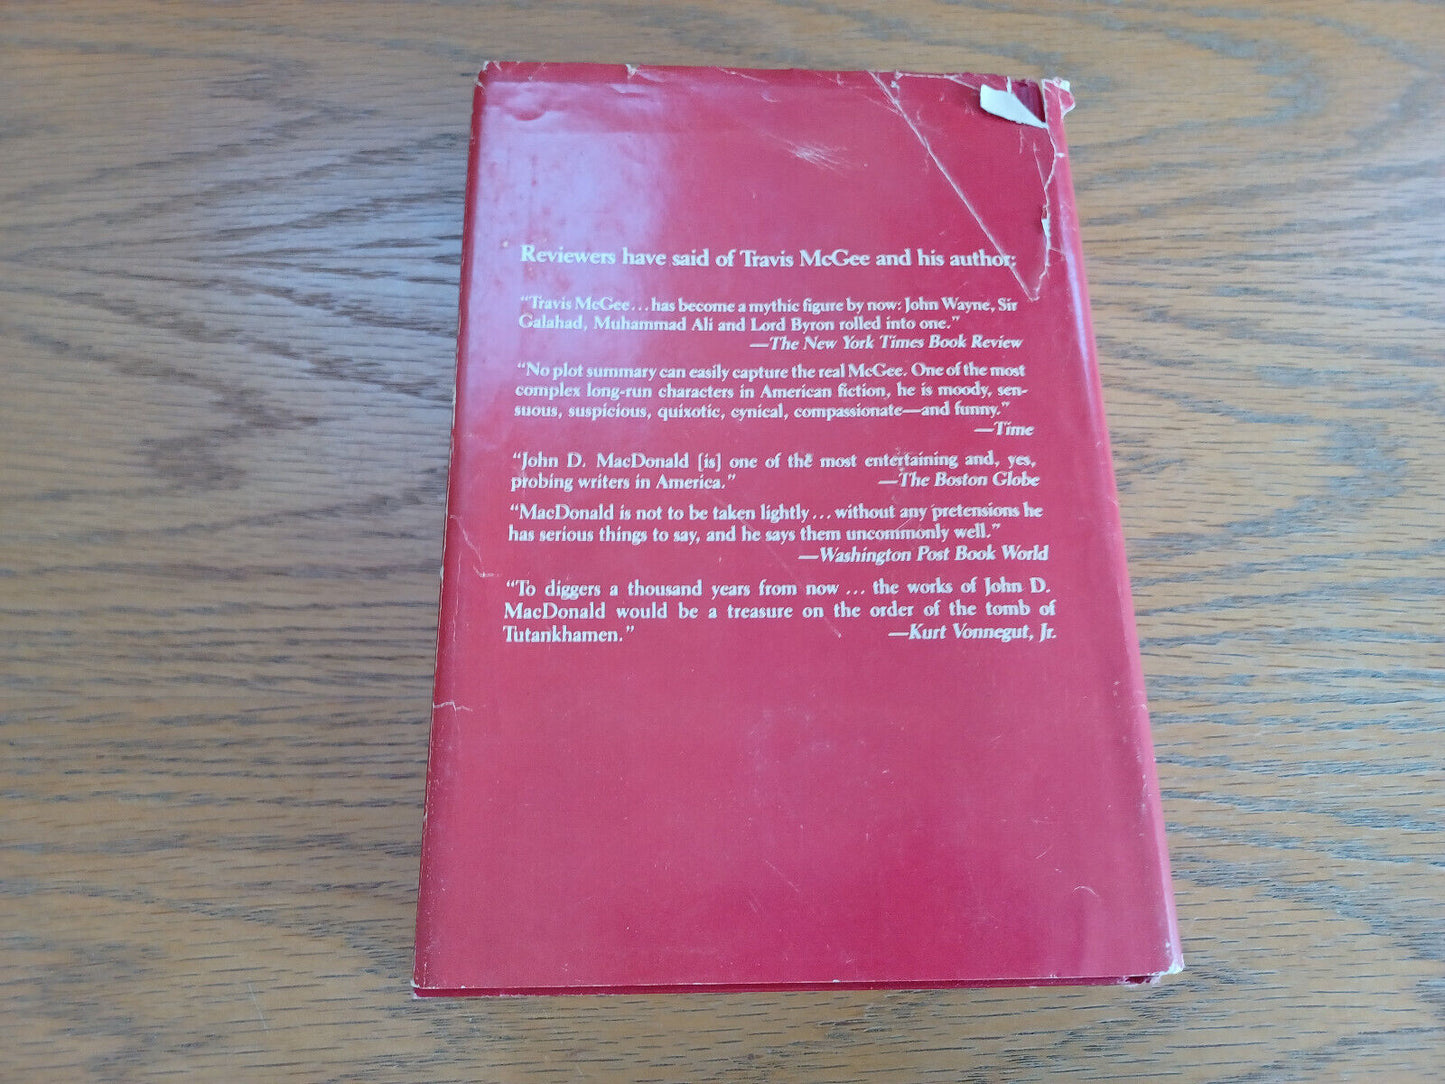 Reviewers have said of Travis McGee and his author:
“Travis McGee...has become a mythic figure by now: John Wayne, Sir
Galahad, Muhammad Ali and Lord Byron rolled into one.”
—The New York Times Book Review
“No plot summary can easily capture the real McGee. One of the most
complex long-run characters in American fiction, he is moody, sen-
suous, suspicious, quixotic, cynical, compassionate—and funny.”
—Time
“John D. MacDonald [is] one of the most entertaining and, yes,
probing writers in America.” —The Boston Globe
“MacDonald is not to be taken lightly...without any pretensions he
has serious things to say, and he says them uncommonly well.”
—Washington Post Book World
“To diggers a thousand years from now ... the works of John D.
MacDonald would be a treasure on the order of the tomb of
Tutankhamen.” —Kurt Vonnegut, Jr.